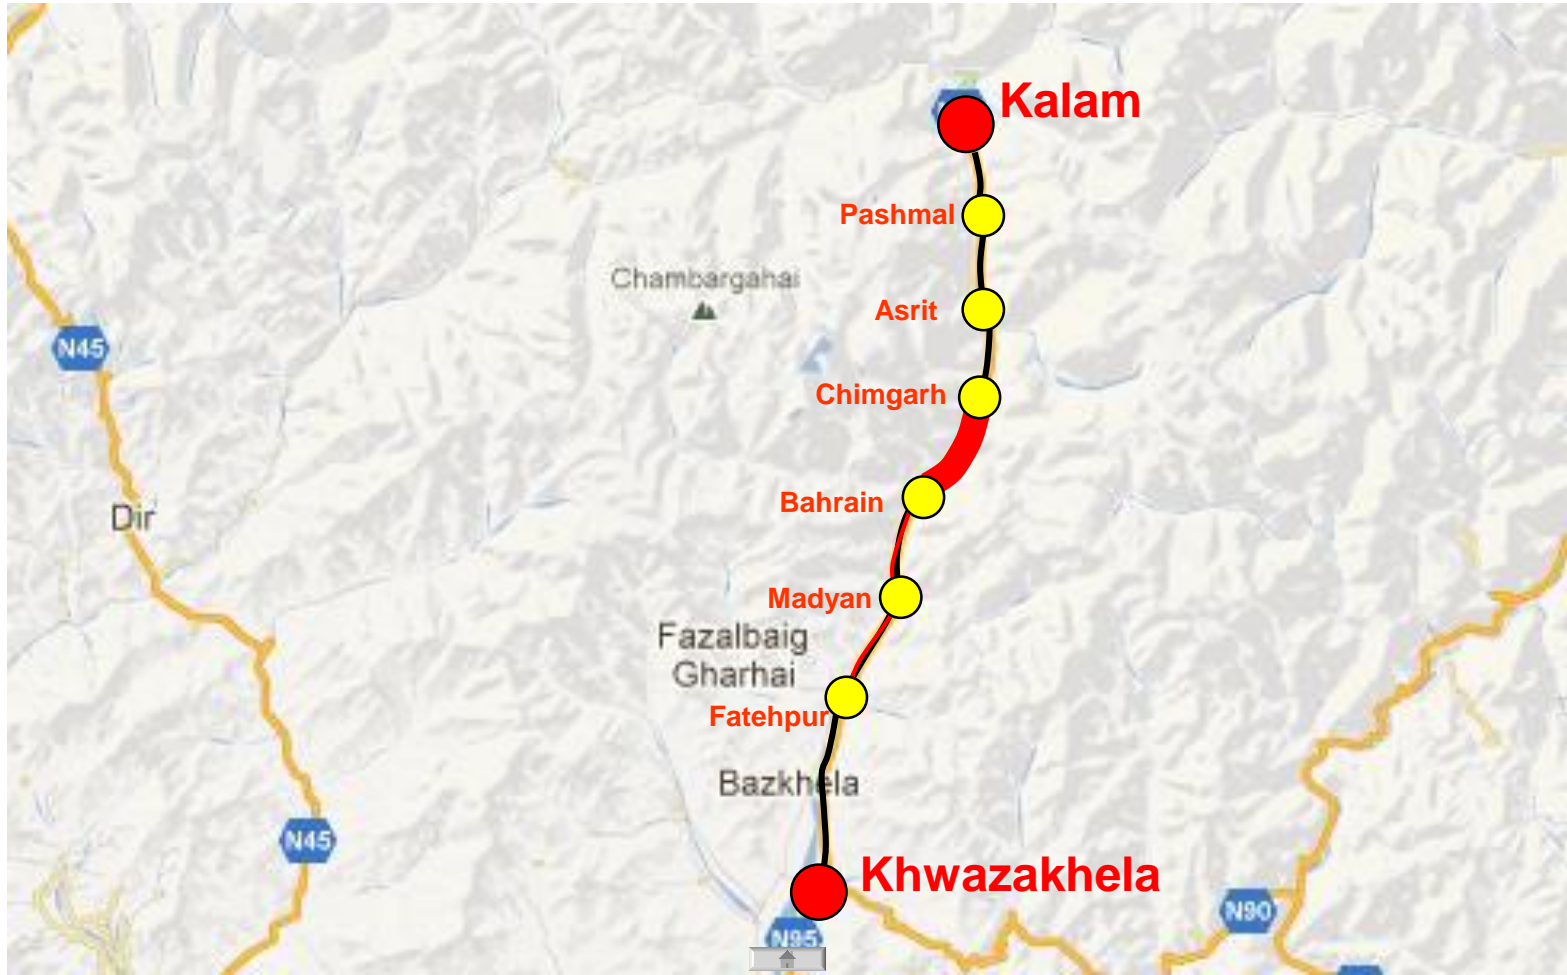 Kalam
Pashmal
Chambargahai
Asrit
N45
Chimgarh
Bahrain
Dir
Madyan
Fazalbaig
Gharhai
Fatehpur
Bazkhela
N45
Khwazakhela
N90
N95